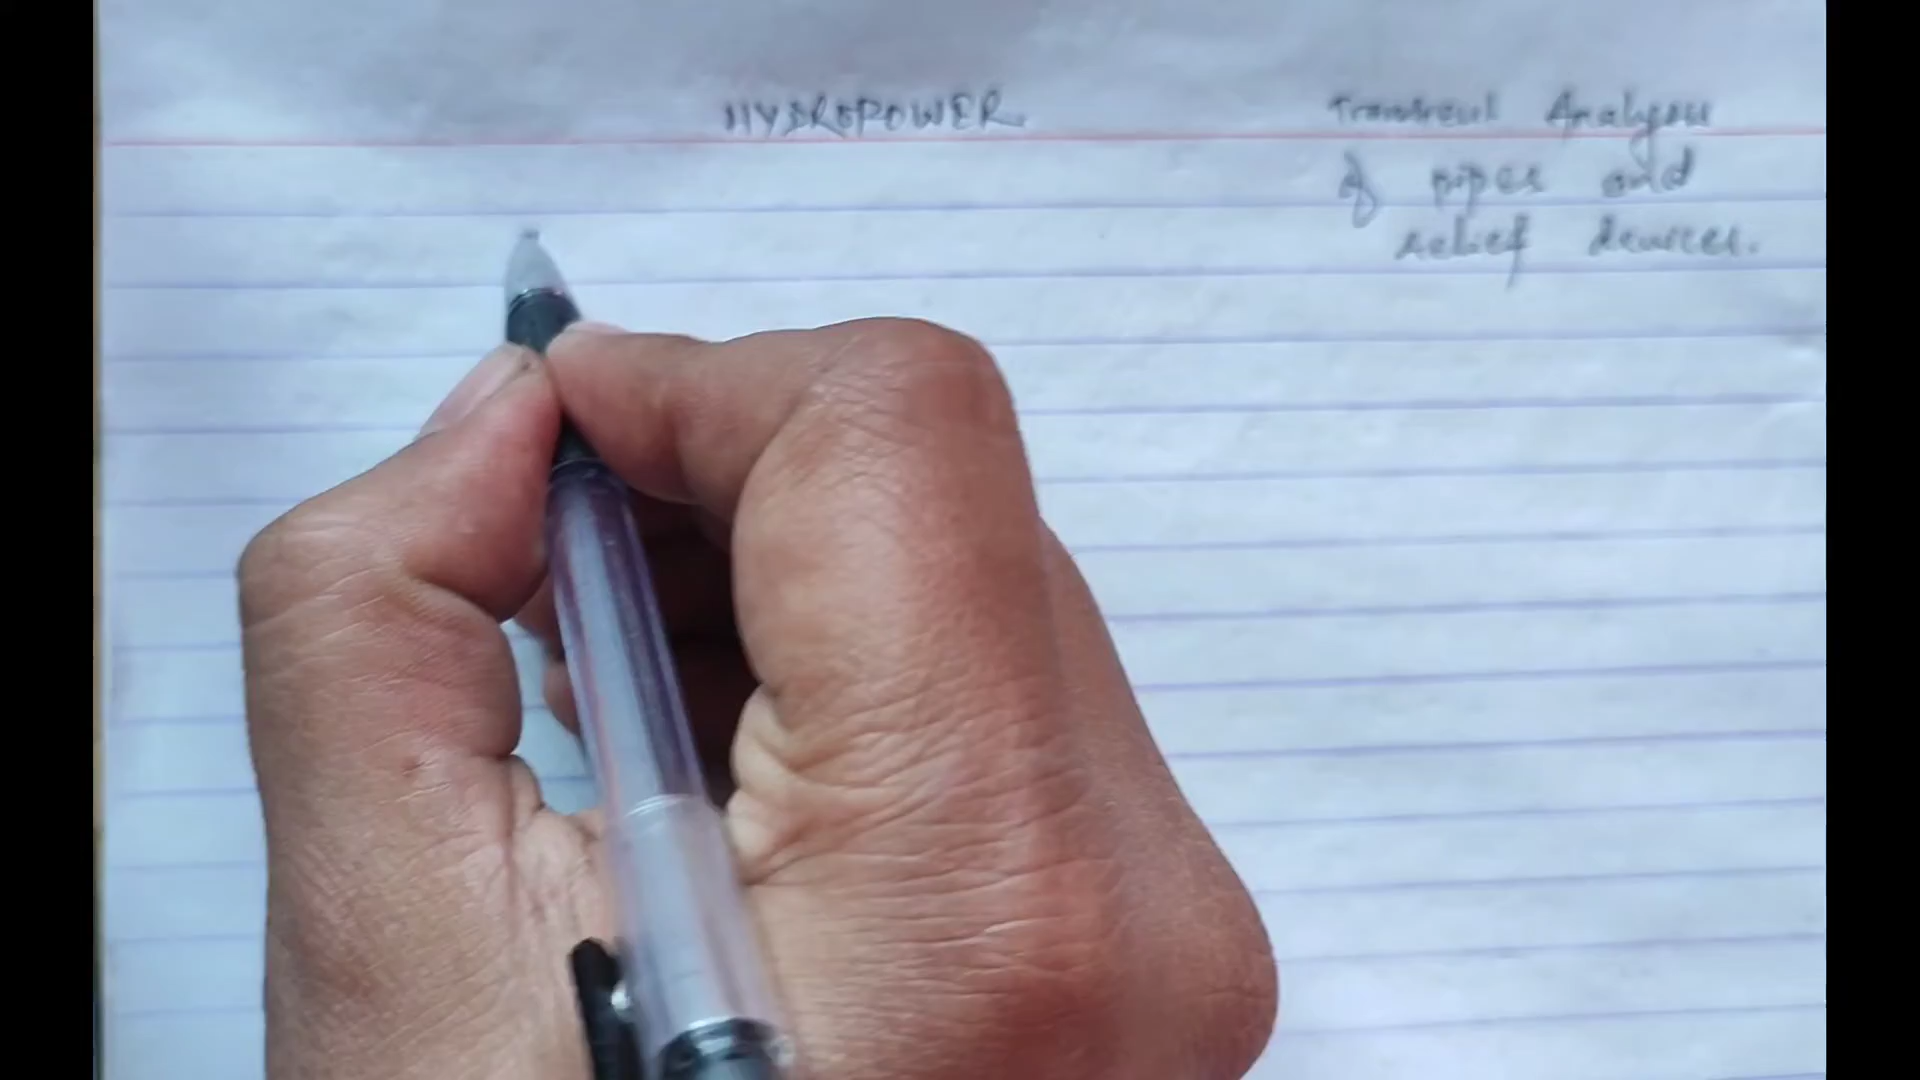 HYDROPOWER
Transient Analysis
of pipes and
relief devices.